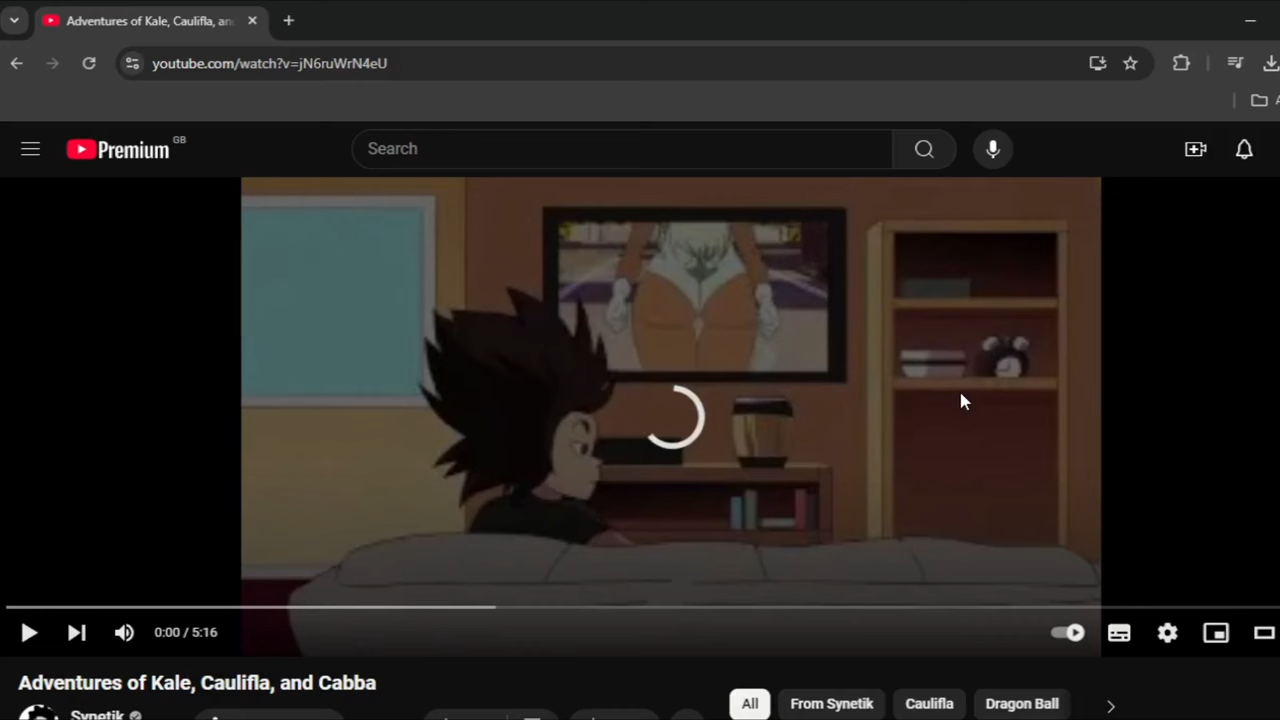 Adventures of Kale, Caulifla, an
youtube.com/watch?v=jN6ruWrN4eU
Premium GB
Search
0:00 / 5:16
Adventures of Kale, Caulifla, and Cabba
Synetik
All
From Synetik
Caulifla
Dragon Ball